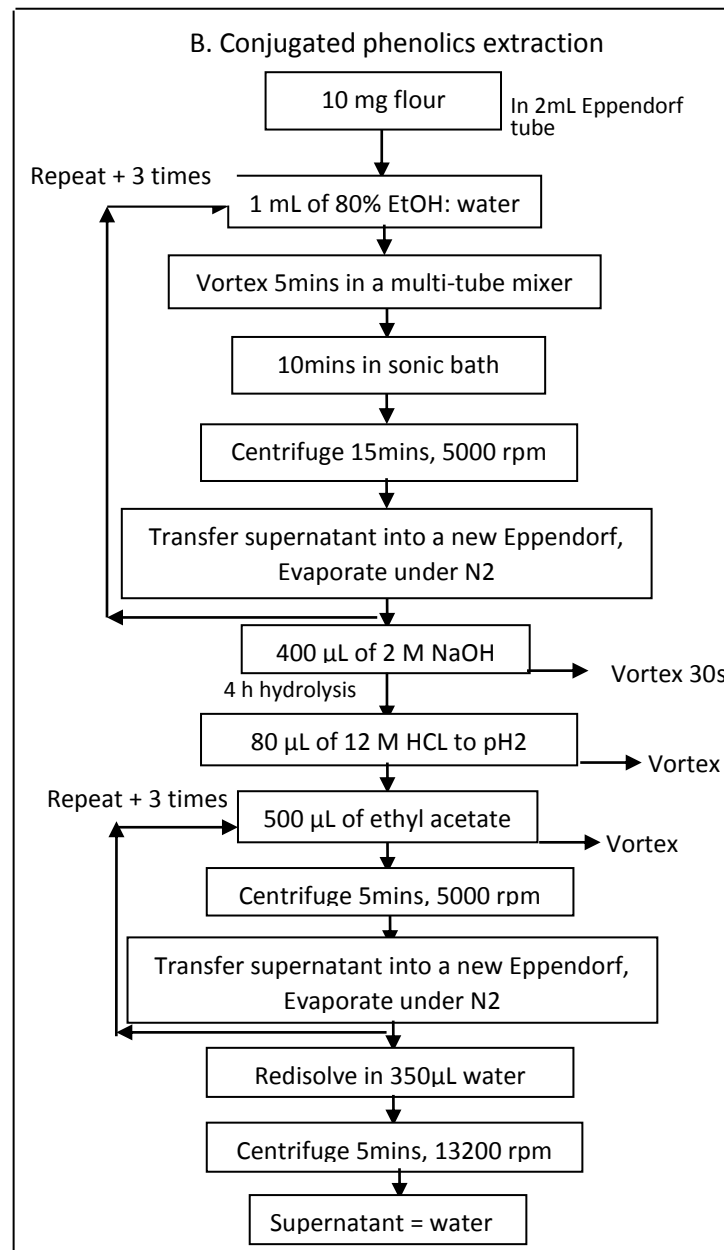 B. Conjugated phenolics extraction
10 mg flour
In 2mL Eppendorf
tube
Repeat + 3 times
1 mL of 80% EtOH: water
Vortex 5mins in a multi-tube mixer
10mins in sonic bath
Centrifuge 15mins, 5000 rpm
Transfer supernatant into a new Eppendorf,
Evaporate under N2
400 µL of 2 M NaOH
Vortex 30s
4 h hydrolysis
80 µL of 12 M HCL to pH2
Vortex
Repeat + 3 times
500 µL of ethyl acetate
Vortex
Centrifuge 5mins, 5000 rpm
Transfer supernatant into a new Eppendorf,
Evaporate under N2
Redisolve in 350µL water
Centrifuge 5mins, 13200 rpm
Supernatant = water